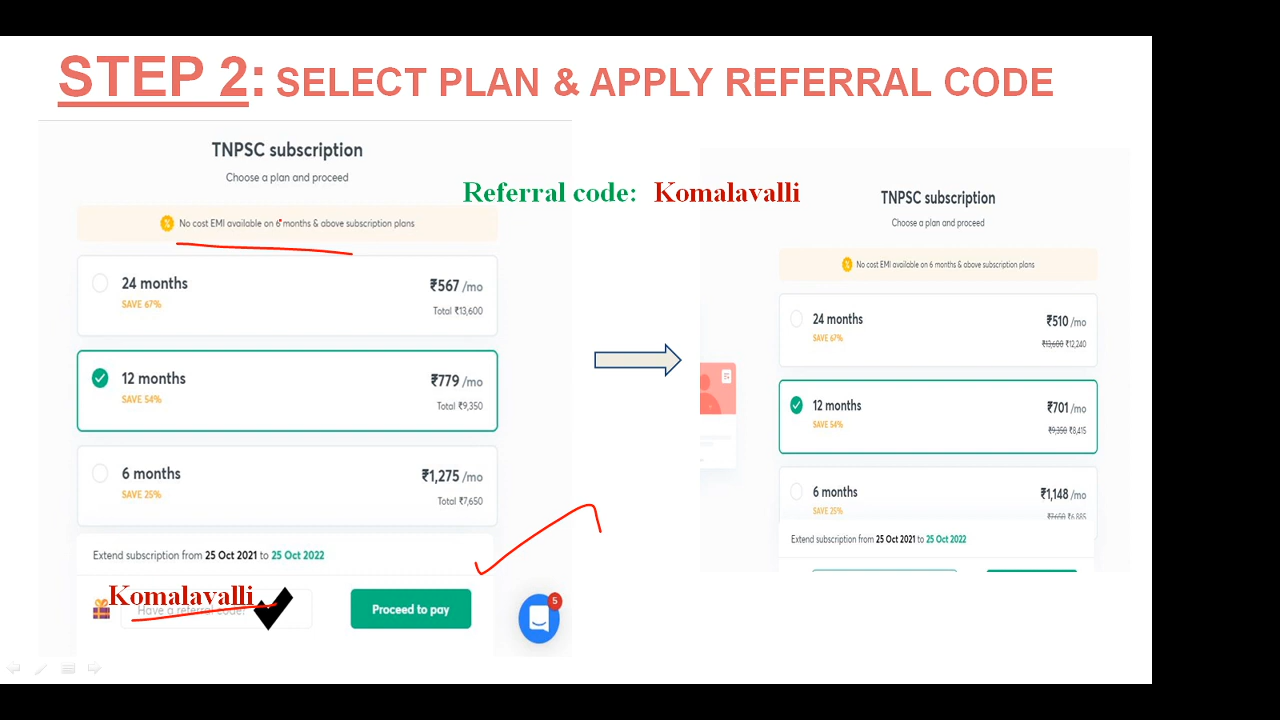 STEP 2: SELECT PLAN & APPLY REFERRAL CODE
Referral code: Komalavalli
TNPSC subscription
Choose a plan and proceed
No cost EMI available on 6 months & above subscription plans
24 months
₹567 /mo
SAVE 67%
Total ₹13,600
12 months
₹779 /mo
SAVE 54%
Total ₹9,350
6 months
₹1,275 /mo
SAVE 25%
Total ₹7,650
Extend subscription from 25 Oct 2021 to 25 Oct 2022
Komalavalli
Have a referral code?
Proceed to pay
5
TNPSC subscription
Choose a plan and proceed
No cost EMI available on 6 months & above subscription plans
24 months
₹510 /mo
SAVE 67%
₹13,600 ₹12,240
12 months
₹701 /mo
SAVE 54%
₹9,350 ₹8,415
6 months
₹1,148 /mo
SAVE 25%
₹7,650 ₹6,885
Extend subscription from 25 Oct 2021 to 25 Oct 2022